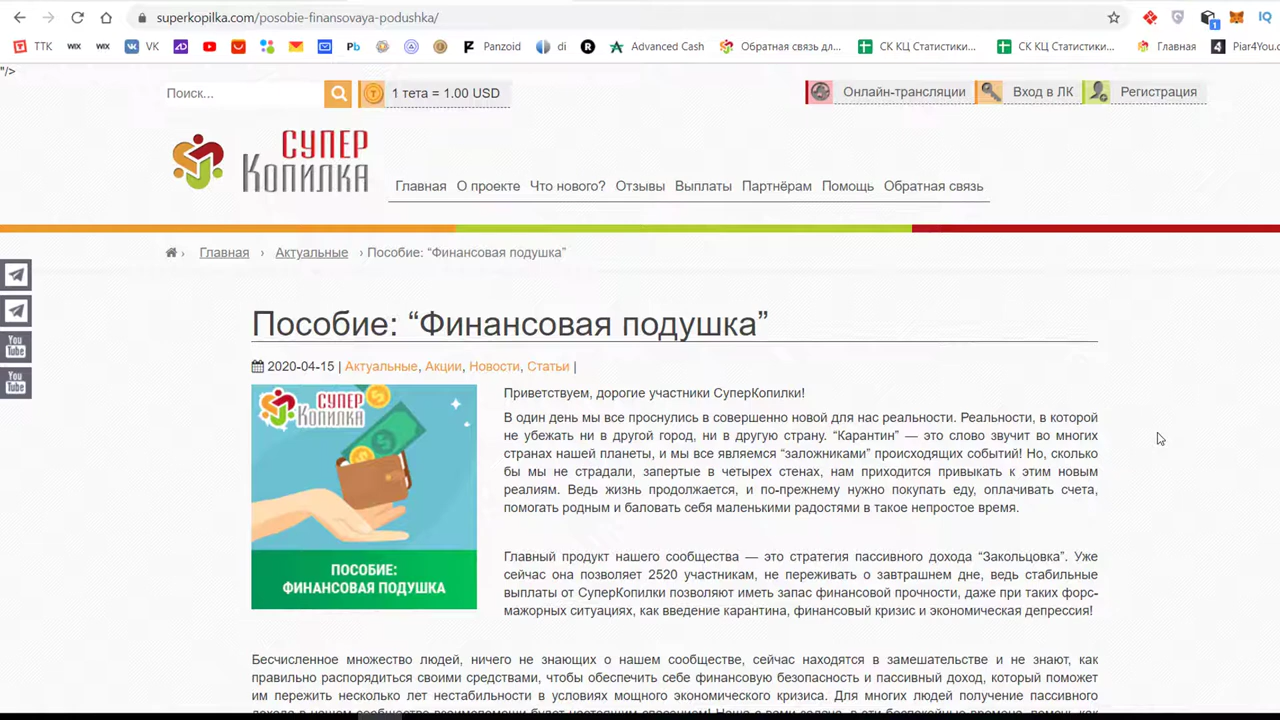 superkopilka.com/posobie-finansovaya-podushka/
IQ
ТТК
WIX
WIX
VK
Pb
Panzoid
di
Advanced Cash
Обратная связь дл...
СК КЦ Статистики...
СК КЦ Статистики...
Главная
Piar4You.c
"/>
Поиск...
1 тета = 1.00 USD
Онлайн-трансляции
Вход в ЛК
Регистрация
СУПЕР
КОПИЛКА
Главная О проекте Что нового? Отзывы Выплаты Партнёрам Помощь Обратная связь
› Главная › Актуальные › Пособие: “Финансовая подушка”
Пособие: “Финансовая подушка”
2020-04-15 | Актуальные, Акции, Новости, Статьи |
СУПЕР
КОПИЛКА
ПОСОБИЕ:
ФИНАНСОВАЯ ПОДУШКА
Приветствуем, дорогие участники СуперКопилки!
В один день мы все проснулись в совершенно новой для нас реальности. Реальности, в которой
не убежать ни в другой город, ни в другую страну. “Карантин” — это слово звучит во многих
странах нашей планеты, и мы все являемся “заложниками” происходящих событий! Но, сколько
бы мы не страдали, запертые в четырех стенах, нам приходится привыкать к этим новым
реалиям. Ведь жизнь продолжается, и по-прежнему нужно покупать еду, оплачивать счета,
помогать родным и баловать себя маленькими радостями в такое непростое время.
Главный продукт нашего сообщества — это стратегия пассивного дохода “Закольцовка”. Уже
сейчас она позволяет 2520 участникам, не переживать о завтрашнем дне, ведь стабильные
выплаты от СуперКопилки позволяют иметь запас финансовой прочности, даже при таких форс-
мажорных ситуациях, как введение карантина, финансовый кризис и экономическая депрессия!
You
Tube
You
Tube
Бесчисленное множество людей, ничего не знающих о нашем сообществе, сейчас находятся в замешательстве и не знают, как
правильно распорядиться своими средствами, чтобы обеспечить себе финансовую безопасность и пассивный доход, который поможет
им пережить несколько лет нестабильности в условиях мощного экономического кризиса. Для многих людей получение пассивного